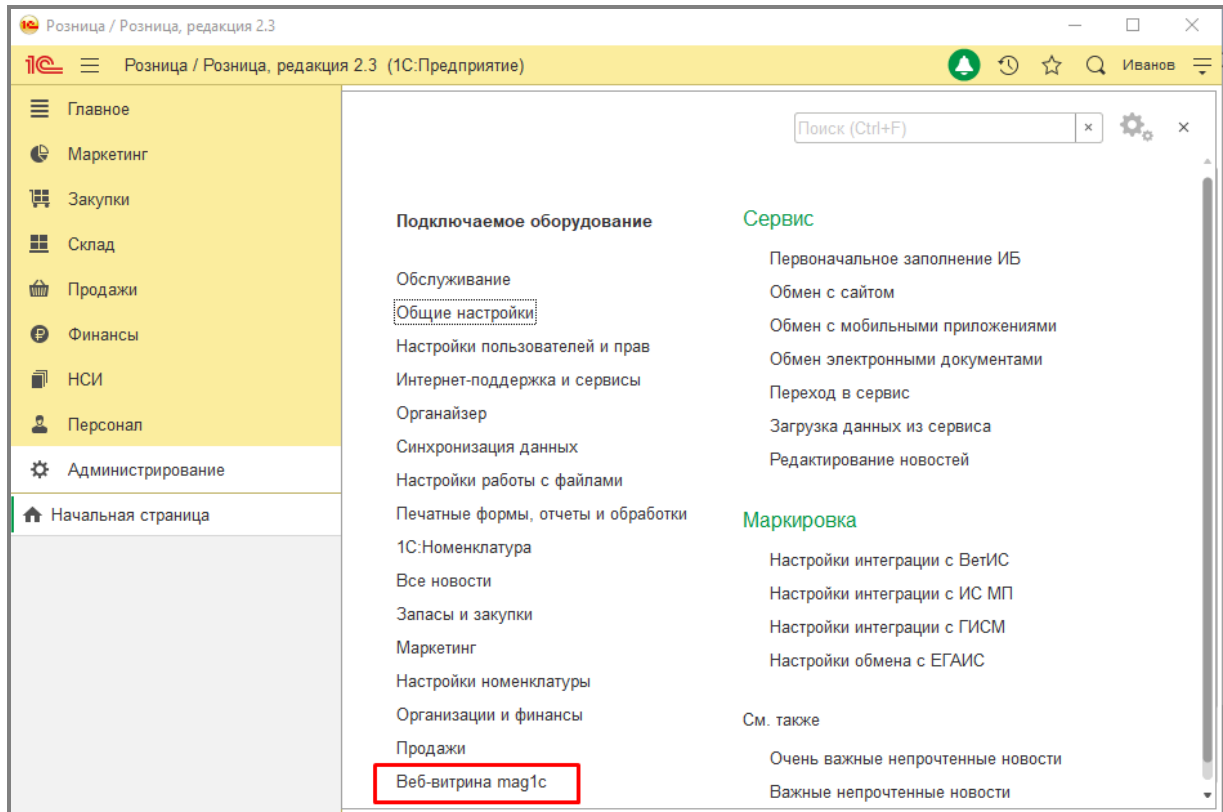 Розница / Розница, редакция 2.3
1С Розница / Розница, редакция 2.3 (1С:Предприятие)
Иванов
Главное
Маркетинг
Закупки
Склад
Продажи
Финансы
НСИ
Персонал
Администрирование
Начальная страница
Поиск (Ctrl+F)
Подключаемое оборудование
Обслуживание
Общие настройки
Настройки пользователей и прав
Интернет-поддержка и сервисы
Органайзер
Синхронизация данных
Настройки работы с файлами
Печатные формы, отчеты и обработки
1С:Номенклатура
Все новости
Запасы и закупки
Маркетинг
Настройки номенклатуры
Организации и финансы
Продажи
Веб-витрина mag1c
Сервис
Первоначальное заполнение ИБ
Обмен с сайтом
Обмен с мобильными приложениями
Обмен электронными документами
Переход в сервис
Загрузка данных из сервиса
Редактирование новостей
Маркировка
Настройки интеграции с ВетИС
Настройки интеграции с ИС МП
Настройки интеграции с ГИСМ
Настройки обмена с ЕГАИС
См. также
Очень важные непрочтенные новости
Важные непрочтенные новости